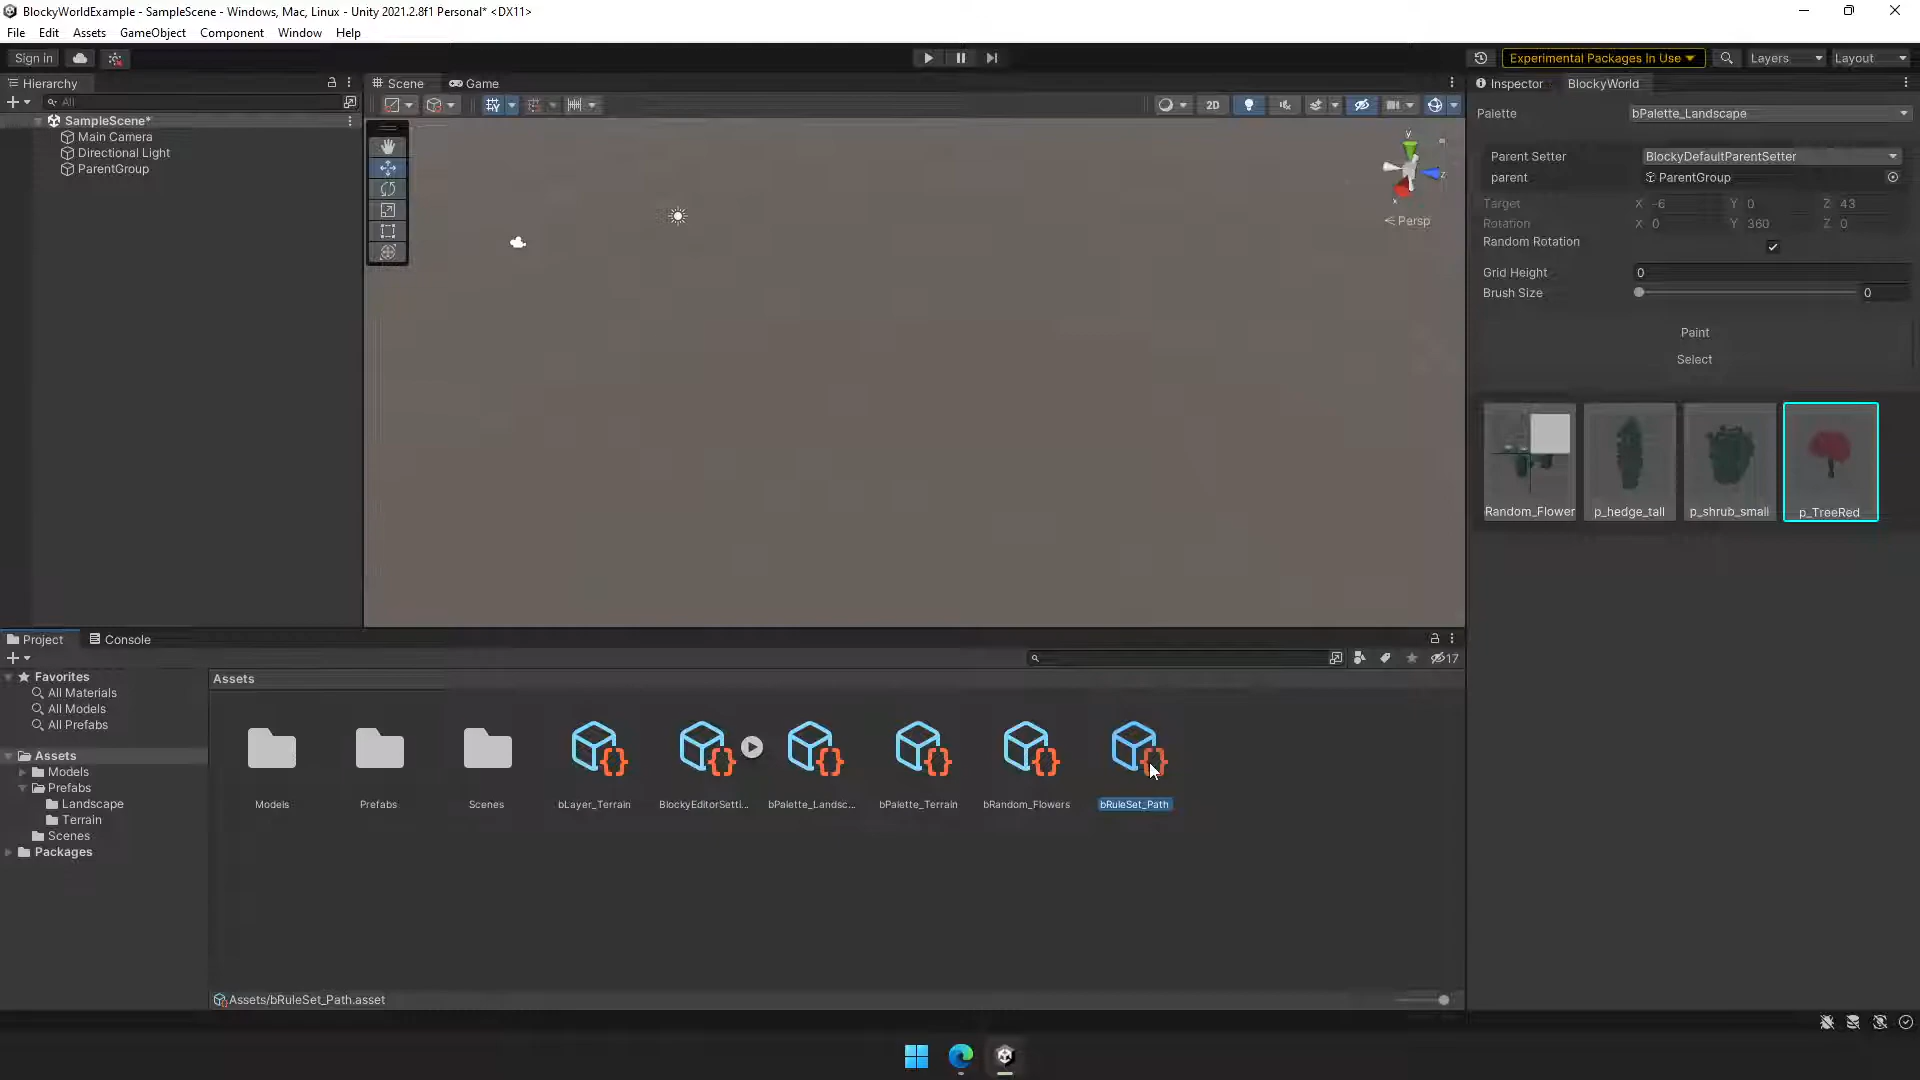 BlockyWorldExample - SampleScene - Windows, Mac, Linux - Unity 2021.2.8f1 Personal* <DX11>
File Edit Assets GameObject Component Window Help
Sign in
Experimental Packages In Use
Layers
Layout
Hierarchy
All
SampleScene*
Main Camera
Directional Light
ParentGroup
Scene
Game
2D
y
z
x
Persp
Inspector
BlockyWorld
Palette
bPalette_Landscape
Parent Setter
BlockyDefaultParentSetter
parent
ParentGroup
Target X -6 Y 0 Z 43
Rotation X 0 Y 360 Z 0
Random Rotation
Grid Height 0
Brush Size 0
Paint
Select
Random_Flower
p_hedge_tall
p_shrub_small
p_TreeRed
Project
Console
17
Favorites
All Materials
All Models
All Prefabs
Assets
Models
Prefabs
Landscape
Terrain
Scenes
Packages
Assets
Models
Prefabs
Scenes
bLayer_Terrain
BlockyEditorSetti...
bPalette_Landsc...
bPalette_Terrain
bRandom_Flowers
bRuleSet_Path
Assets/bRuleSet_Path.asset